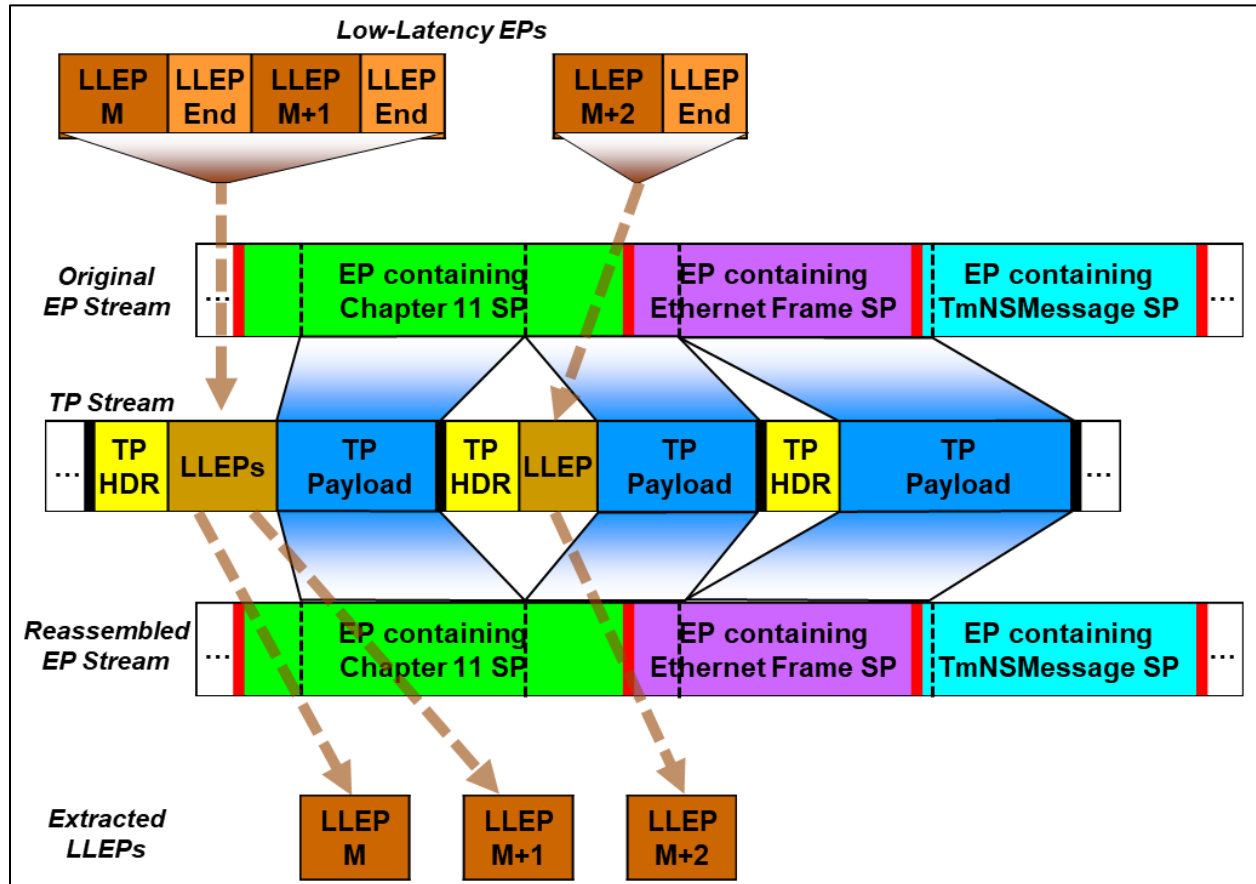 Low-Latency EPs
LLEP M
LLEP End
LLEP M+1
LLEP End
LLEP M+2
LLEP End
Original EP Stream
...
EP containing Chapter 11 SP
EP containing Ethernet Frame SP
EP containing TmNSMessage SP
...
TP Stream
...
TP HDR
LLEPs
TP Payload
TP HDR
LLEP
TP Payload
TP HDR
TP Payload
...
Reassembled EP Stream
...
EP containing Chapter 11 SP
EP containing Ethernet Frame SP
EP containing TmNSMessage SP
...
Extracted LLEPs
LLEP M
LLEP M+1
LLEP M+2